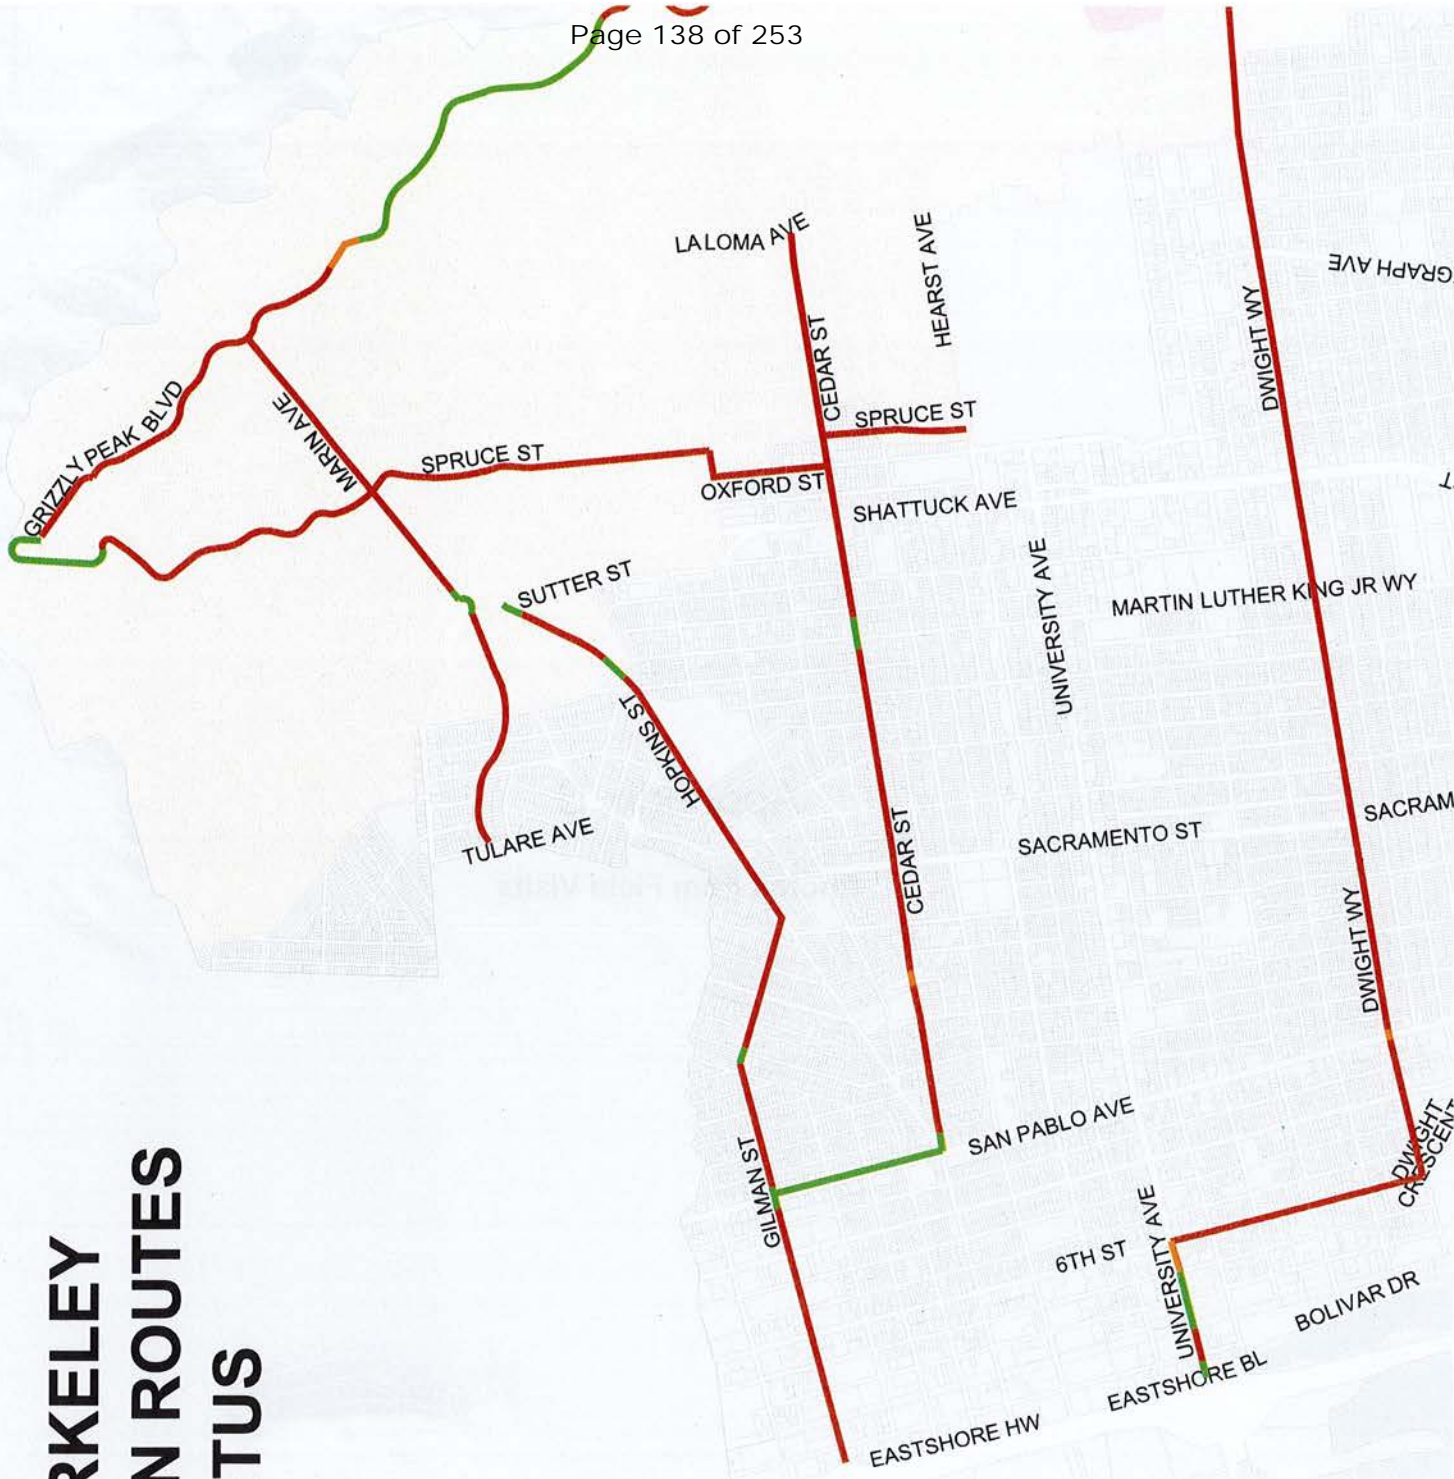 Page 138 of 253
LA LOMA AVE
HEARST AVE
GRAPH AVE
CEDAR ST
DWIGHT WY
GRIZZLY PEAK BLVD
MARIN AVE
SPRUCE ST
SPRUCE ST
OXFORD ST
SHATTUCK AVE
SUTTER ST
UNIVERSITY AVE
MARTIN LUTHER KING JR WY
HOPKINS ST
TULARE AVE
CEDAR ST
SACRAMENTO ST
SACRAM
DWIGHT WY
SAN PABLO AVE
DWIGHT
CRESCENT
GILMAN ST
6TH ST
UNIVERSITY AVE
BOLIVAR DR
EASTSHORE BL
EASTSHORE HW
RKELEY
N ROUTES
TUS